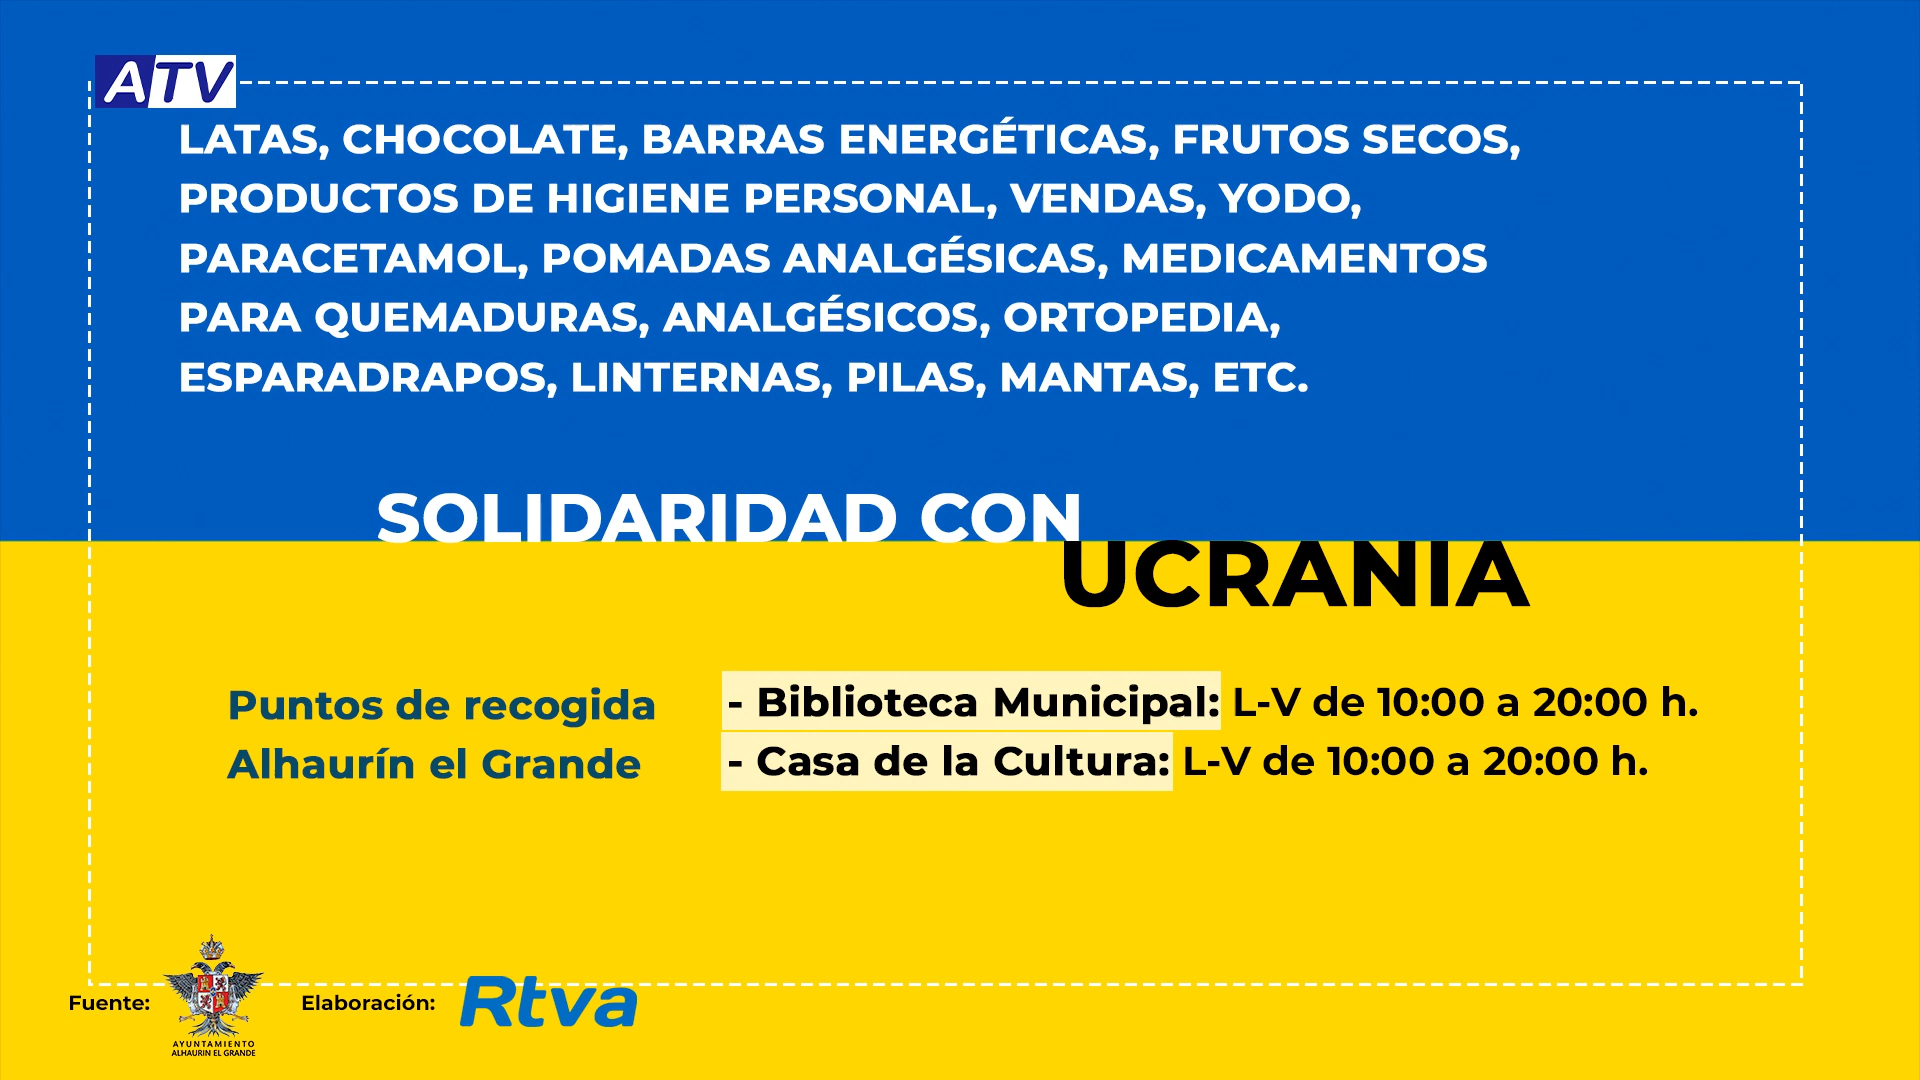 ATV
LATAS, CHOCOLATE, BARRAS ENERGÉTICAS, FRUTOS SECOS,
PRODUCTOS DE HIGIENE PERSONAL, VENDAS, YODO,
PARACETAMOL, POMADAS ANALGÉSICAS, MEDICAMENTOS
PARA QUEMADURAS, ANALGÉSICOS, ORTOPEDIA,
ESPARADRAPOS, LINTERNAS, PILAS, MANTAS, ETC.
SOLIDARIDAD CON
UCRANIA
Puntos de recogida
Alhaurín el Grande
- Biblioteca Municipal: L-V de 10:00 a 20:00 h.
- Casa de la Cultura: L-V de 10:00 a 20:00 h.
Fuente:
AYUNTAMIENTO
ALHAURIN EL GRANDE
Elaboración:
Rtva